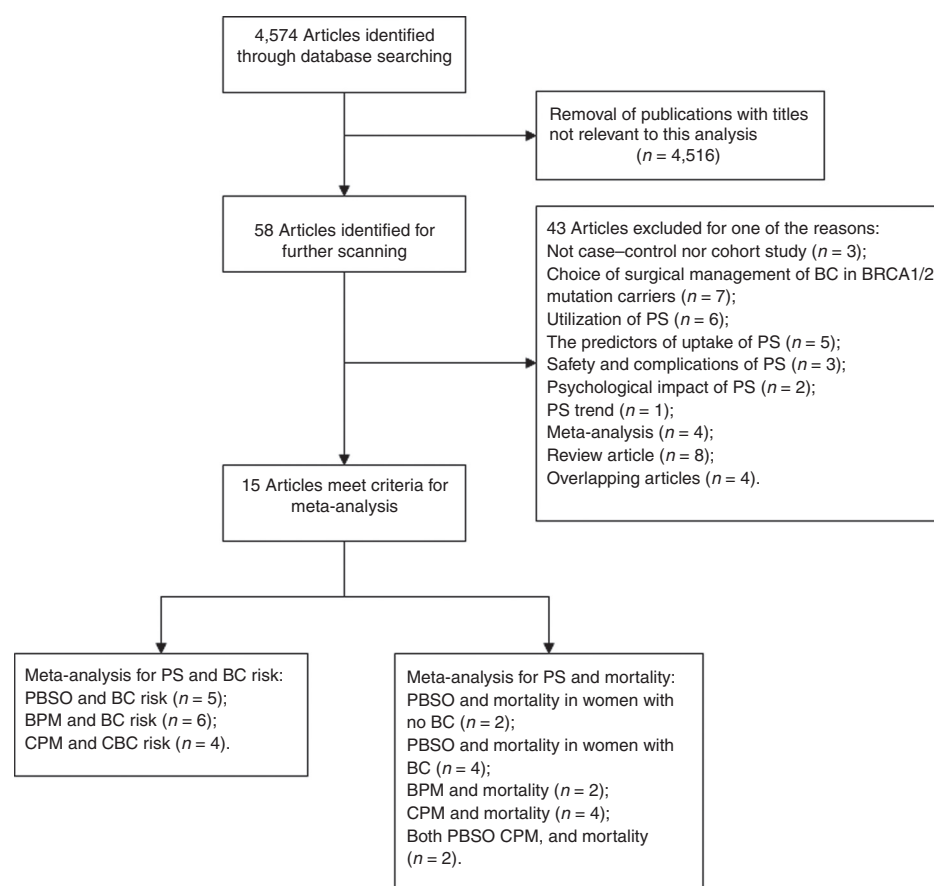 4,574 Articles identified
through database searching
Removal of publications with titles
not relevant to this analysis
(n = 4,516)
58 Articles identified for
further scanning
43 Articles excluded for one of the reasons:
Not case–control nor cohort study (n = 3);
Choice of surgical management of BC in BRCA1/2
mutation carriers (n = 7);
Utilization of PS (n = 6);
The predictors of uptake of PS (n = 5);
Safety and complications of PS (n = 3);
Psychological impact of PS (n = 2);
PS trend (n = 1);
Meta-analysis (n = 4);
Review article (n = 8);
Overlapping articles (n = 4).
15 Articles meet criteria for
meta-analysis
Meta-analysis for PS and BC risk:
PBSO and BC risk (n = 5);
BPM and BC risk (n = 6);
CPM and CBC risk (n = 4).
Meta-analysis for PS and mortality:
PBSO and mortality in women with
no BC (n = 2);
PBSO and mortality in women with
BC (n = 4);
BPM and mortality (n = 2);
CPM and mortality (n = 4);
Both PBSO CPM, and mortality
(n = 2).